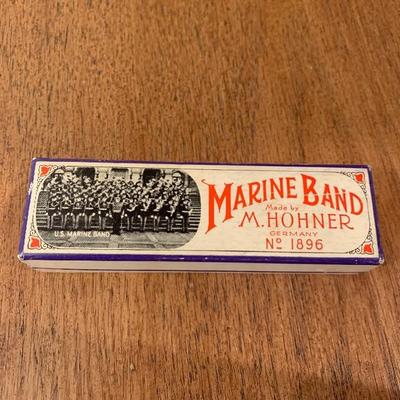 U.S. MARINE BAND
MARINE BAND
Made by
M. HOHNER
GERMANY
Nº 1896